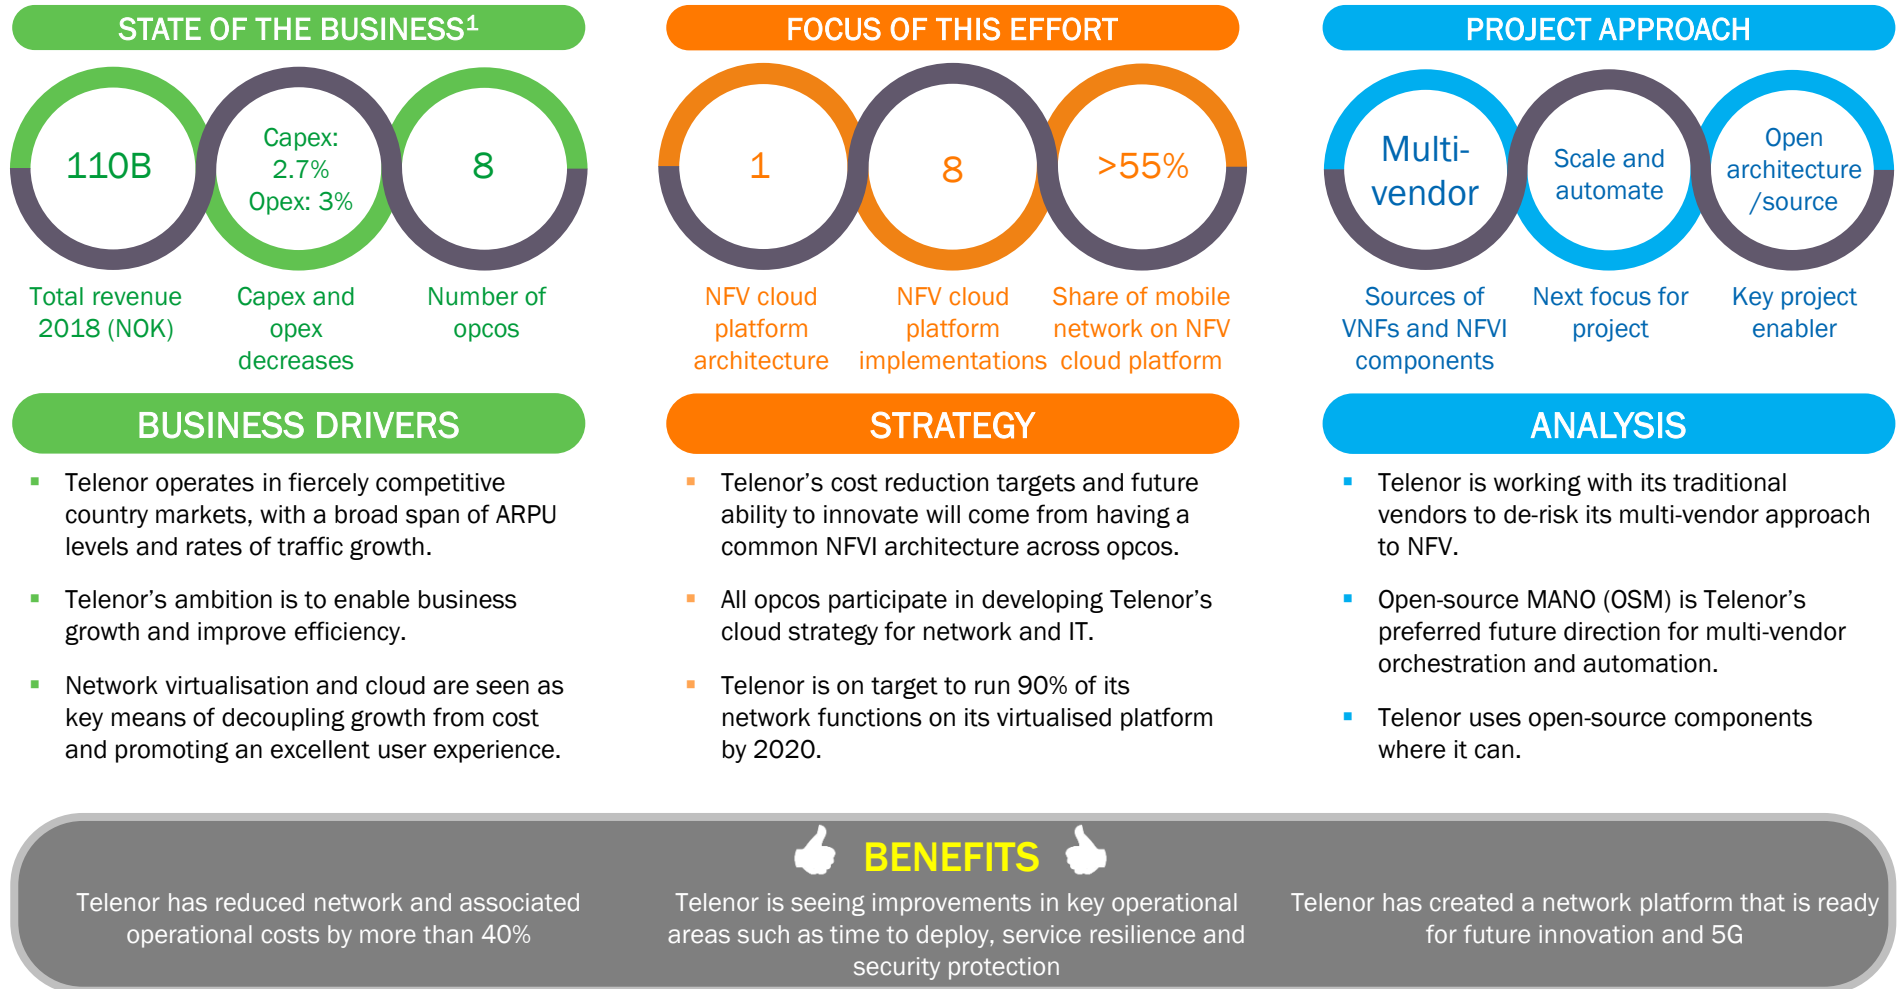 STATE OF THE BUSINESS¹
110B
Capex:
2.7%
Opex: 3%
8
Total revenue
2018 (NOK)
Capex and
opex
decreases
Number of
opcos
FOCUS OF THIS EFFORT
1
8
>55%
NFV cloud
platform
architecture
NFV cloud
platform
implementations
Share of mobile
network on NFV
cloud platform
PROJECT APPROACH
Multi-
vendor
Scale and
automate
Open
architecture
/source
Sources of
VNFs and NFVI
components
Next focus for
project
Key project
enabler
BUSINESS DRIVERS
▪ Telenor operates in fiercely competitive
country markets, with a broad span of ARPU
levels and rates of traffic growth.
▪ Telenor’s ambition is to enable business
growth and improve efficiency.
▪ Network virtualisation and cloud are seen as
key means of decoupling growth from cost
and promoting an excellent user experience.
STRATEGY
▪ Telenor’s cost reduction targets and future
ability to innovate will come from having a
common NFVI architecture across opcos.
▪ All opcos participate in developing Telenor’s
cloud strategy for network and IT.
▪ Telenor is on target to run 90% of its
network functions on its virtualised platform
by 2020.
ANALYSIS
▪ Telenor is working with its traditional
vendors to de-risk its multi-vendor approach
to NFV.
▪ Open-source MANO (OSM) is Telenor’s
preferred future direction for multi-vendor
orchestration and automation.
▪ Telenor uses open-source components
where it can.
BENEFITS
Telenor has reduced network and associated
operational costs by more than 40%
Telenor is seeing improvements in key operational
areas such as time to deploy, service resilience and
security protection
Telenor has created a network platform that is ready
for future innovation and 5G